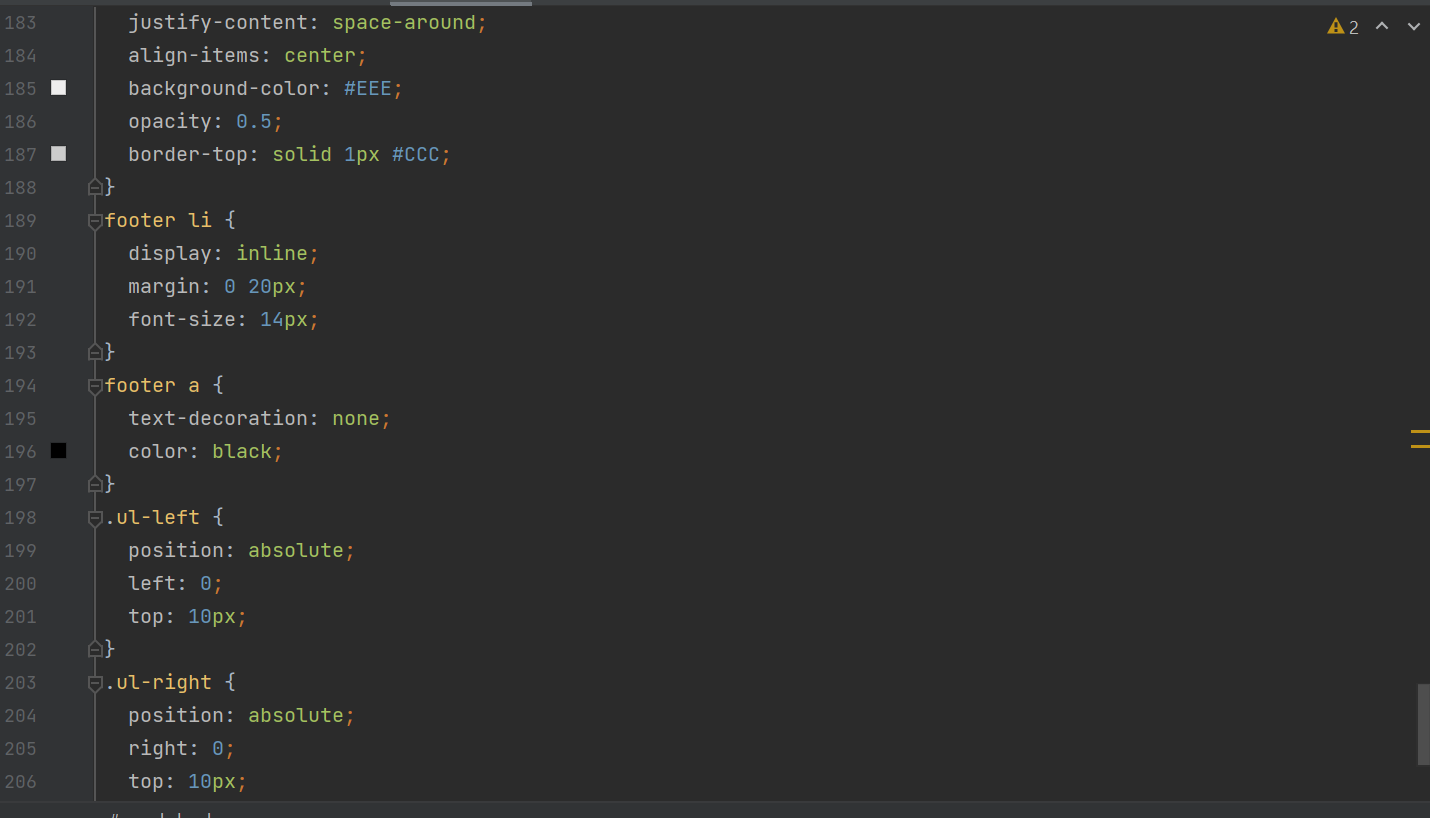 183 justify-content: space-around;
184 align-items: center;
185 background-color: #EEE;
186 opacity: 0.5;
187 border-top: solid 1px #CCC;
188 }
189 footer li {
190 display: inline;
191 margin: 0 20px;
192 font-size: 14px;
193 }
194 footer a {
195 text-decoration: none;
196 color: black;
197 }
198 .ul-left {
199 position: absolute;
200 left: 0;
201 top: 10px;
202 }
203 .ul-right {
204 position: absolute;
205 right: 0;
206 top: 10px;
2